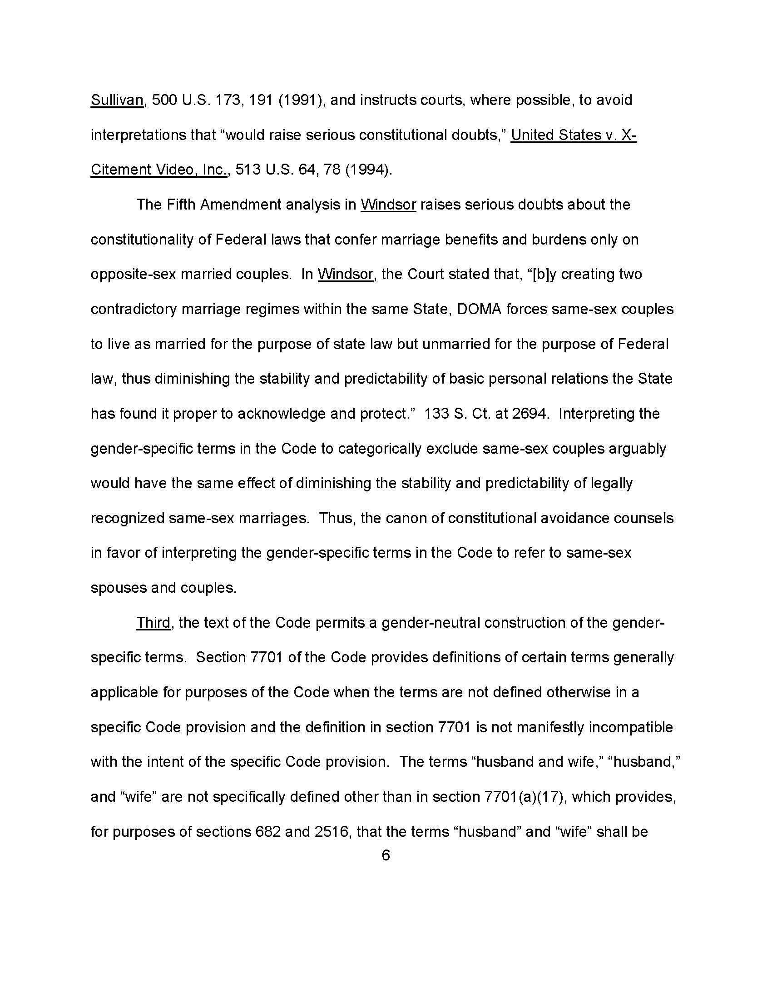 Sullivan, 500 U.S. 173, 191 (1991), and instructs courts, where possible, to avoid
interpretations that “would raise serious constitutional doubts,” United States v. X-
Citement Video, Inc., 513 U.S. 64, 78 (1994).
The Fifth Amendment analysis in Windsor raises serious doubts about the
constitutionality of Federal laws that confer marriage benefits and burdens only on
opposite-sex married couples.  In Windsor, the Court stated that, “[b]y creating two
contradictory marriage regimes within the same State, DOMA forces same-sex couples
to live as married for the purpose of state law but unmarried for the purpose of Federal
law, thus diminishing the stability and predictability of basic personal relations the State
has found it proper to acknowledge and protect.”  133 S. Ct. at 2694.  Interpreting the
gender-specific terms in the Code to categorically exclude same-sex couples arguably
would have the same effect of diminishing the stability and predictability of legally
recognized same-sex marriages.  Thus, the canon of constitutional avoidance counsels
in favor of interpreting the gender-specific terms in the Code to refer to same-sex
spouses and couples.
Third, the text of the Code permits a gender-neutral construction of the gender-
specific terms.  Section 7701 of the Code provides definitions of certain terms generally
applicable for purposes of the Code when the terms are not defined otherwise in a
specific Code provision and the definition in section 7701 is not manifestly incompatible
with the intent of the specific Code provision.  The terms “husband and wife,” “husband,”
and “wife” are not specifically defined other than in section 7701(a)(17), which provides,
for purposes of sections 682 and 2516, that the terms “husband” and “wife” shall be
6